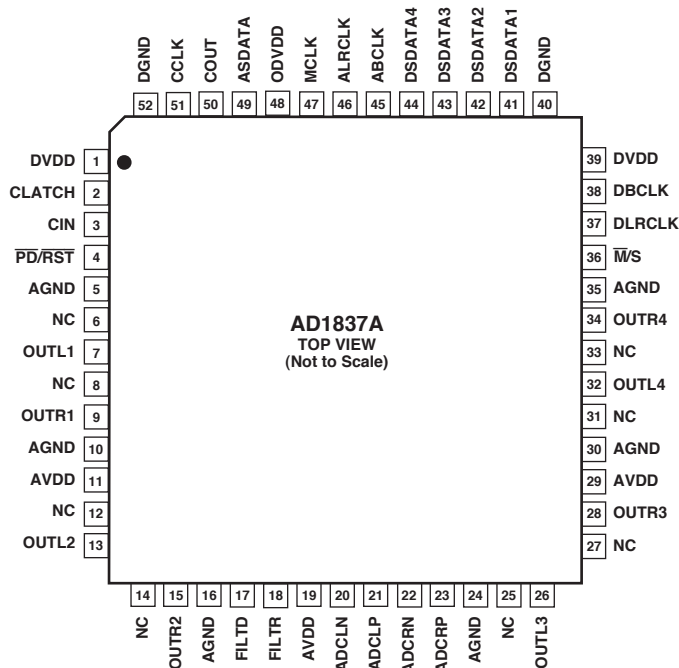 DGND
CCLK
COUT
ASDATA
ODVDD
MCLK
ALRCLK
ABCLK
DSDATA4
DSDATA3
DSDATA2
DSDATA1
DGND
52 51 50 49 48 47 46 45 44 43 42 41 40
DVDD 1
CLATCH 2
CIN 3
PD/RST 4
AGND 5
NC 6
OUTL1 7
NC 8
OUTR1 9
AGND 10
AVDD 11
NC 12
OUTL2 13
AD1837A
TOP VIEW
(Not to Scale)
39 DVDD
38 DBCLK
37 DLRCLK
36 M/S
35 AGND
34 OUTR4
33 NC
32 OUTL4
31 NC
30 AGND
29 AVDD
28 OUTR3
27 NC
14 15 16 17 18 19 20 21 22 23 24 25 26
NC
OUTR2
AGND
FILTD
FILTR
AVDD
ADCLN
ADCLP
ADCRN
ADCRP
AGND
NC
OUTL3